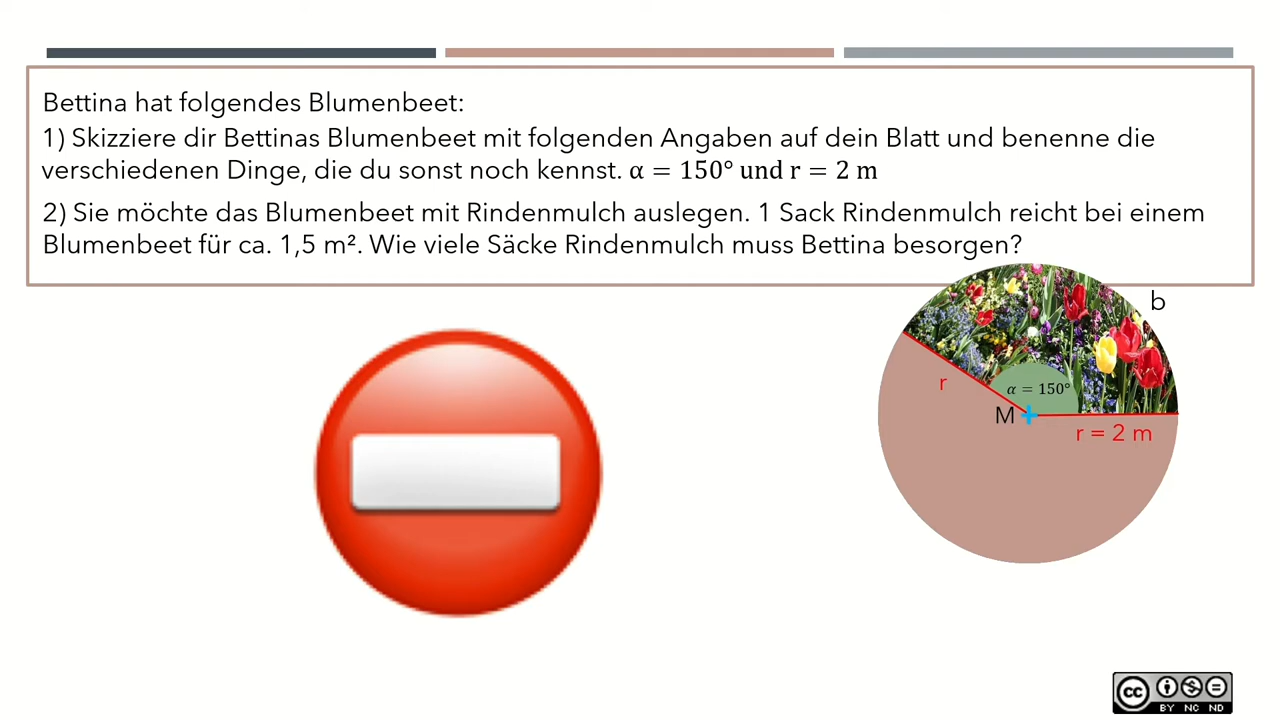 Bettina hat folgendes Blumenbeet:
1) Skizziere dir Bettinas Blumenbeet mit folgenden Angaben auf dein Blatt und benenne die
verschiedenen Dinge, die du sonst noch kennst. α = 150° und r = 2 m
2) Sie möchte das Blumenbeet mit Rindenmulch auslegen. 1 Sack Rindenmulch reicht bei einem
Blumenbeet für ca. 1,5 m². Wie viele Säcke Rindenmulch muss Bettina besorgen?
b
r
α = 150°
M
r = 2 m
cc
BY NC ND